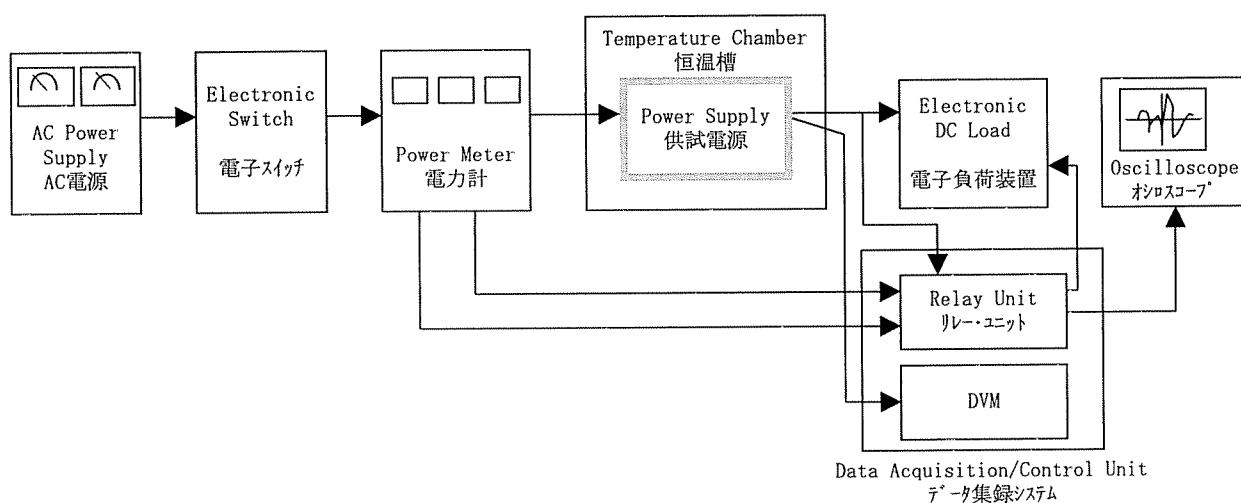 AC Power
Supply
AC電源
Electronic
Switch
電子スイッチ
Power Meter
電力計
Temperature Chamber
恒温槽
Power Supply
供試電源
Electronic
DC Load
電子負荷装置
Oscilloscope
オシロスコープ
Relay Unit
リレー・ユニット
DVM
Data Acquisition/Control Unit
データ集録システム